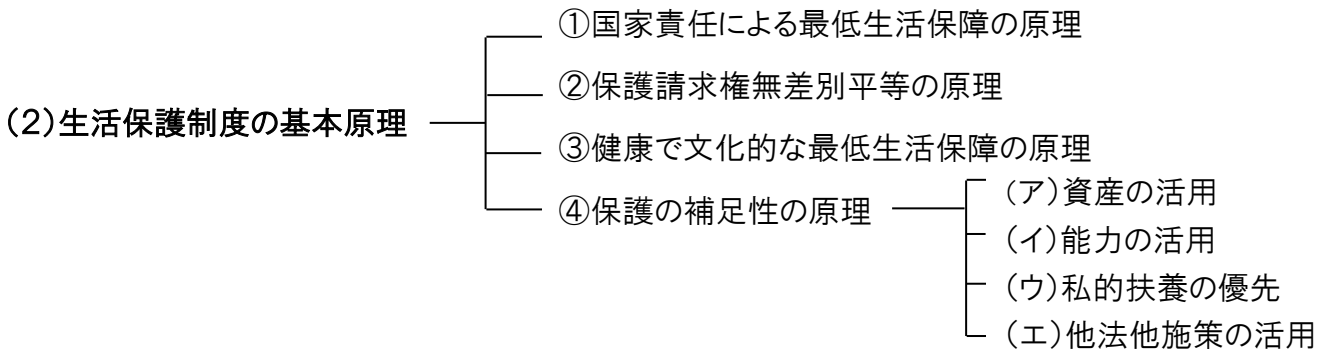 (2)生活保護制度の基本原理
①国家責任による最低生活保障の原理
②保護請求権無差別平等の原理
③健康で文化的な最低生活保障の原理
④保護の補足性の原理
(ア)資産の活用
(イ)能力の活用
(ウ)私的扶養の優先
(エ)他法他施策の活用